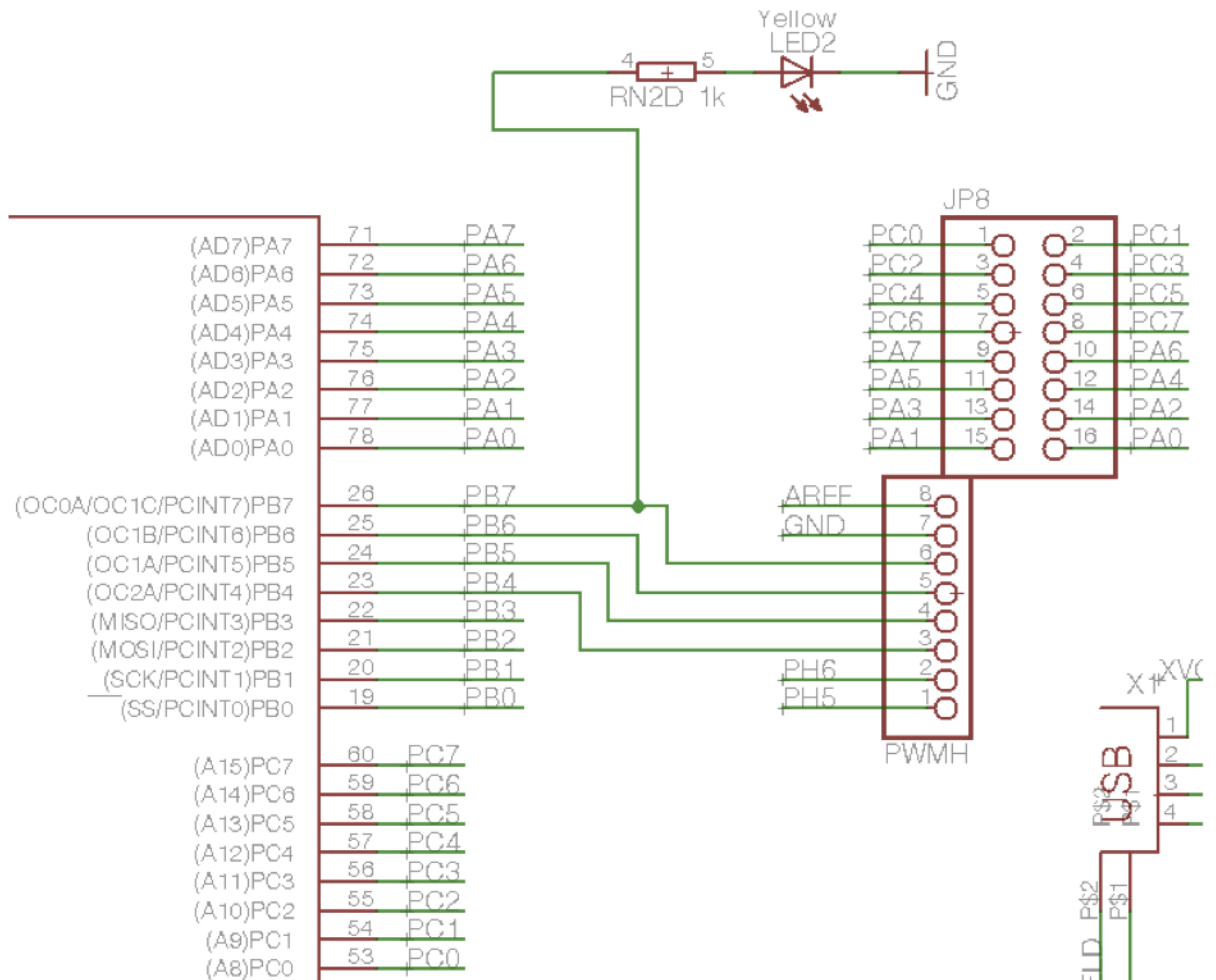 Yellow
LED2
4 5
RN2D 1k
GND
JP8
(AD7)PA7 71 PA7 PC0 1 2 PC1
(AD6)PA6 72 PA6 PC2 3 4 PC3
(AD5)PA5 73 PA5 PC4 5 6 PC5
(AD4)PA4 74 PA4 PC6 7 8 PC7
(AD3)PA3 75 PA3 PA7 9 10 PA6
(AD2)PA2 76 PA2 PA5 11 12 PA4
(AD1)PA1 77 PA1 PA3 13 14 PA2
(AD0)PA0 78 PA0 PA1 15 16 PA0
(OC0A/OC1C/PCINT7)PB7 26 PB7 AREF 8
(OC1B/PCINT6)PB6 25 PB6 GND 7
(OC1A/PCINT5)PB5 24 PB5 6
(OC2A/PCINT4)PB4 23 PB4 5
(MISO/PCINT3)PB3 22 PB3 4
(MOSI/PCINT2)PB2 21 PB2 3
(SCK/PCINT1)PB1 20 PB1 PH6 2
(SS/PCINT0)PB0 19 PB0 PH5 1
PWMH
X1
1
2
3
4
USB
P$2
P$1
(A15)PC7 60 PC7
(A14)PC6 59 PC6
(A13)PC5 58 PC5
(A12)PC4 57 PC4
(A11)PC3 56 PC3
(A10)PC2 55 PC2
(A9)PC1 54 PC1
(A8)PC0 53 PC0